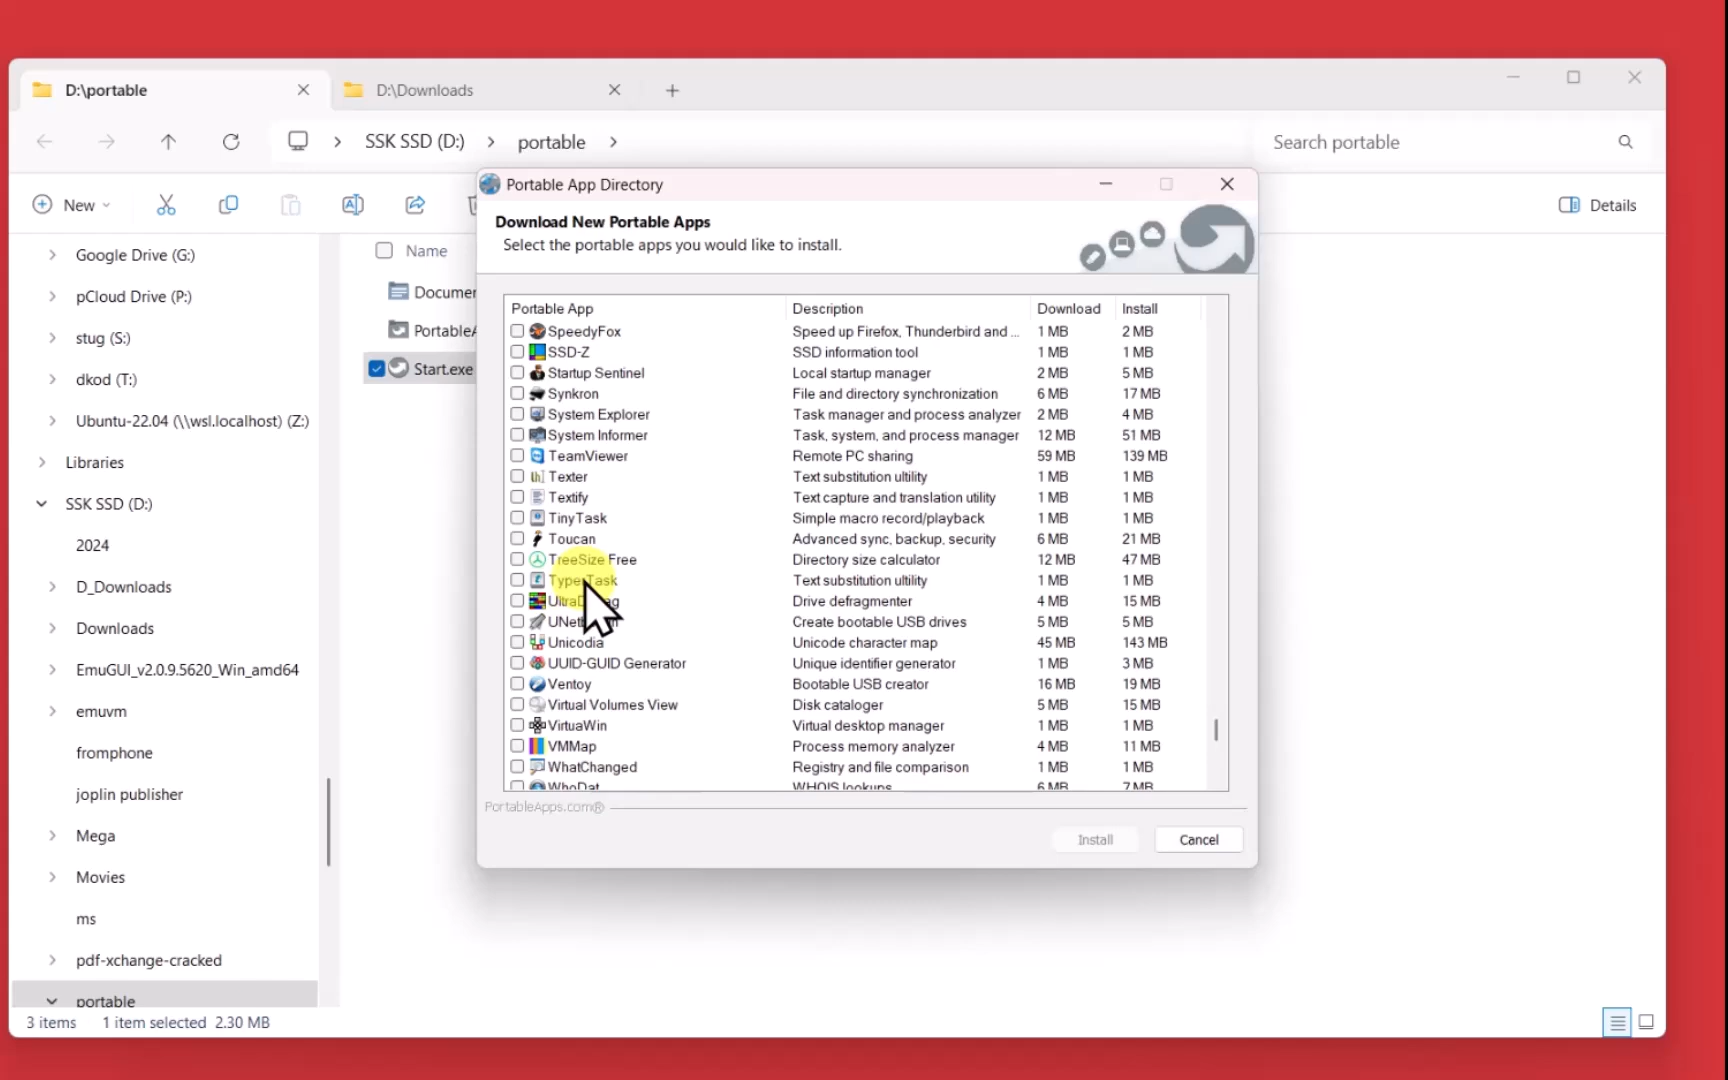 D:\portable
D:\Downloads
SSK SSD (D:)
portable
Search portable
New
Details
Portable App Directory
Download New Portable Apps
Select the portable apps you would like to install.
Google Drive (G:)
pCloud Drive (P:)
stug (S:)
dkod (T:)
Ubuntu-22.04 (\\wsl.localhost) (Z:)
Libraries
SSK SSD (D:)
2024
D_Downloads
Downloads
EmuGUI_v2.0.9.5620_Win_amd64
emuvm
fromphone
joplin publisher
Mega
Movies
ms
pdf-xchange-cracked
portable
Name
Documen
PortableA
Start.exe
Portable App Description Download Install
SpeedyFox Speed up Firefox, Thunderbird and ... 1 MB 2 MB
SSD-Z SSD information tool 1 MB 1 MB
Startup Sentinel Local startup manager 2 MB 5 MB
Synkron File and directory synchronization 6 MB 17 MB
System Explorer Task manager and process analyzer 2 MB 4 MB
System Informer Task, system, and process manager 12 MB 51 MB
TeamViewer Remote PC sharing 59 MB 139 MB
Texter Text substitution ultility 1 MB 1 MB
Textify Text capture and translation utility 1 MB 1 MB
TinyTask Simple macro record/playback 1 MB 1 MB
Toucan Advanced sync, backup, security 6 MB 21 MB
TreeSize Free Directory size calculator 12 MB 47 MB
TyperTask Text substitution ultility 1 MB 1 MB
Drive defragmenter 4 MB 15 MB
Create bootable USB drives 5 MB 5 MB
Unicodia Unicode character map 45 MB 143 MB
UUID-GUID Generator Unique identifier generator 1 MB 3 MB
Ventoy Bootable USB creator 16 MB 19 MB
Virtual Volumes View Disk cataloger 5 MB 15 MB
VirtuaWin Virtual desktop manager 1 MB 1 MB
VMMap Process memory analyzer 4 MB 11 MB
WhatChanged Registry and file comparison 1 MB 1 MB
WhoDat WHOIS lookups 6 MB 7 MB
PortableApps.com®
Install
Cancel
3 items 1 item selected 2.30 MB